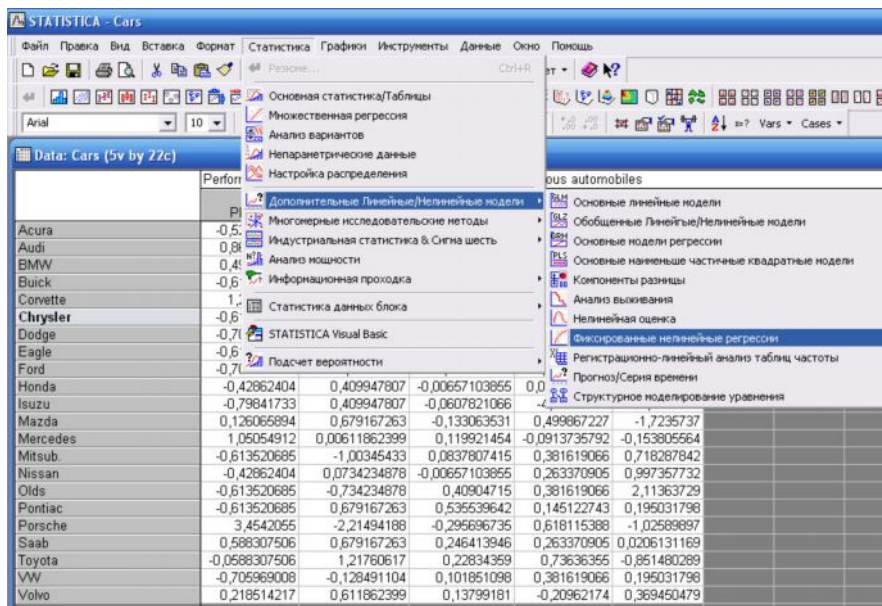 STATISTICA - Cars
Файл Правка Вид Вставка Формат Статистика Графики Инструменты Данные Окно Помощь
Резюме... Ctrl+R
Arial 10 Vars Cases
Основная статистика/Таблицы
Множественная регрессия
Анализ вариантов
Непараметрические данные
Настройка распределения
Дополнительные Линейные/Нелинейные модели
Многомерные исследовательские методы
Индустриальная статистика & Сигма шесть
Анализ мощности
Информационная проходка
Статистика данных блока
STATISTICA Visual Basic
Подсчет вероятности
Основные линейные модели
Обобщенные Линейгые/Нелинейные модели
Основные модели регрессии
Основные наименьше частичные квадратные модели
Компоненты разницы
Анализ выживания
Нелинейная оценка
Фиксированные нелинейные регрессии
Регистрационно-линейный анализ таблиц частоты
Прогноз/Серия времени
Структурное моделирование уравнения
Data: Cars (5v by 22c)
Perform ous automobiles
Acura -0,5
Audi 0,8
BMW 0,4
Buick -0,6
Corvette 1,
Chrysler -0,6
Dodge -0,7
Eagle -0,6
Ford -0,7
Honda -0,42862404 0,409947807 -0,00657103855 0,0
Isuzu -0,79841733 0,409947807 -0,0607821066
Mazda 0,126065894 0,679167263 -0,133063531 0,499867227 -1,7235737
Mercedes 1,05054912 0,00611862399 0,119921454 -0,0913735792 -0,153805564
Mitsub. -0,613520685 -1,00345433 0,0837807415 0,381619066 0,718287842
Nissan -0,42862404 0,0734234878 -0,00657103855 0,263370905 0,997357732
Olds -0,613520685 -0,734234878 0,40904715 0,381619066 2,11363729
Pontiac -0,613520685 0,679167263 0,535539642 0,145122743 0,195031798
Porsche 3,4542055 -2,21494188 -0,295696735 0,618115388 -1,02589897
Saab 0,588307506 0,679167263 0,246413946 0,263370905 0,0206131169
Toyota -0,0588307506 1,21760617 0,22834359 0,73636355 -0,851480289
VW -0,705969008 -0,128491104 0,101851098 0,381619066 0,195031798
Volvo 0,218514217 0,611862399 0,13799181 -0,20962174 0,369450479